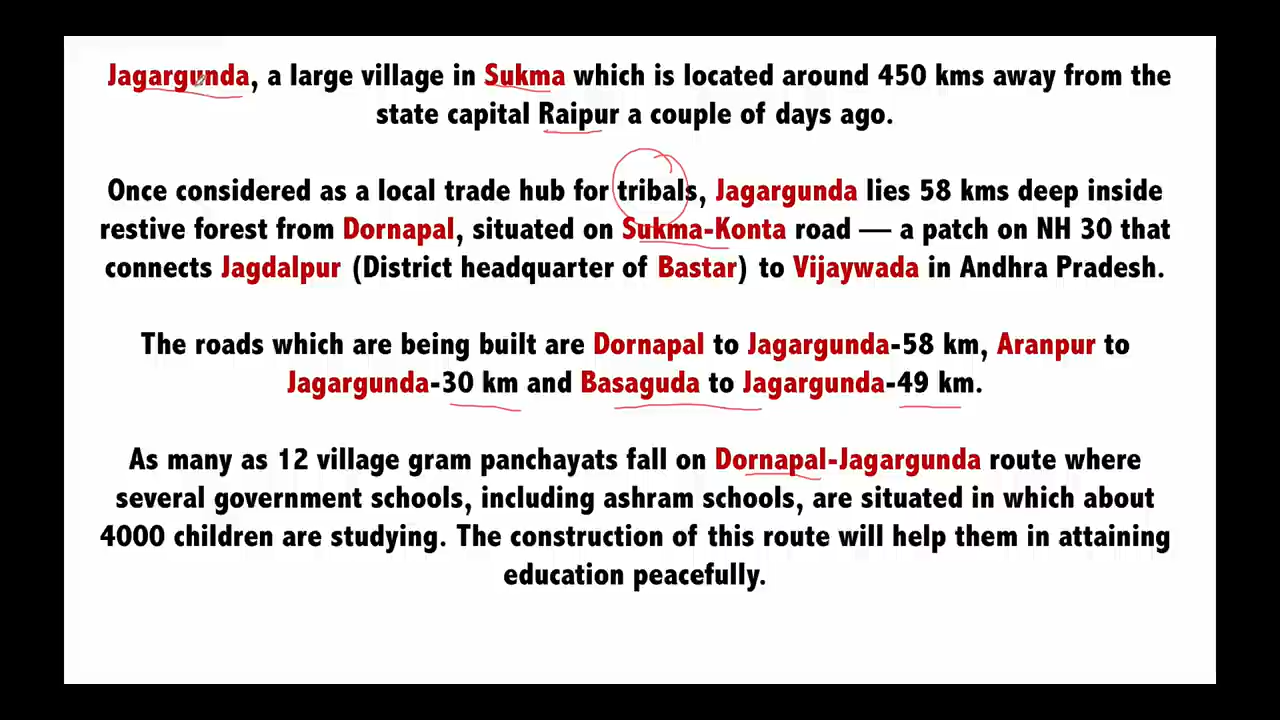 Jagargunda, a large village in Sukma which is located around 450 kms away from the
state capital Raipur a couple of days ago.
Once considered as a local trade hub for tribals, Jagargunda lies 58 kms deep inside
restive forest from Dornapal, situated on Sukma-Konta road — a patch on NH 30 that
connects Jagdalpur (District headquarter of Bastar) to Vijaywada in Andhra Pradesh.
The roads which are being built are Dornapal to Jagargunda-58 km, Aranpur to
Jagargunda-30 km and Basaguda to Jagargunda-49 km.
As many as 12 village gram panchayats fall on Dornapal-Jagargunda route where
several government schools, including ashram schools, are situated in which about
4000 children are studying. The construction of this route will help them in attaining
education peacefully.